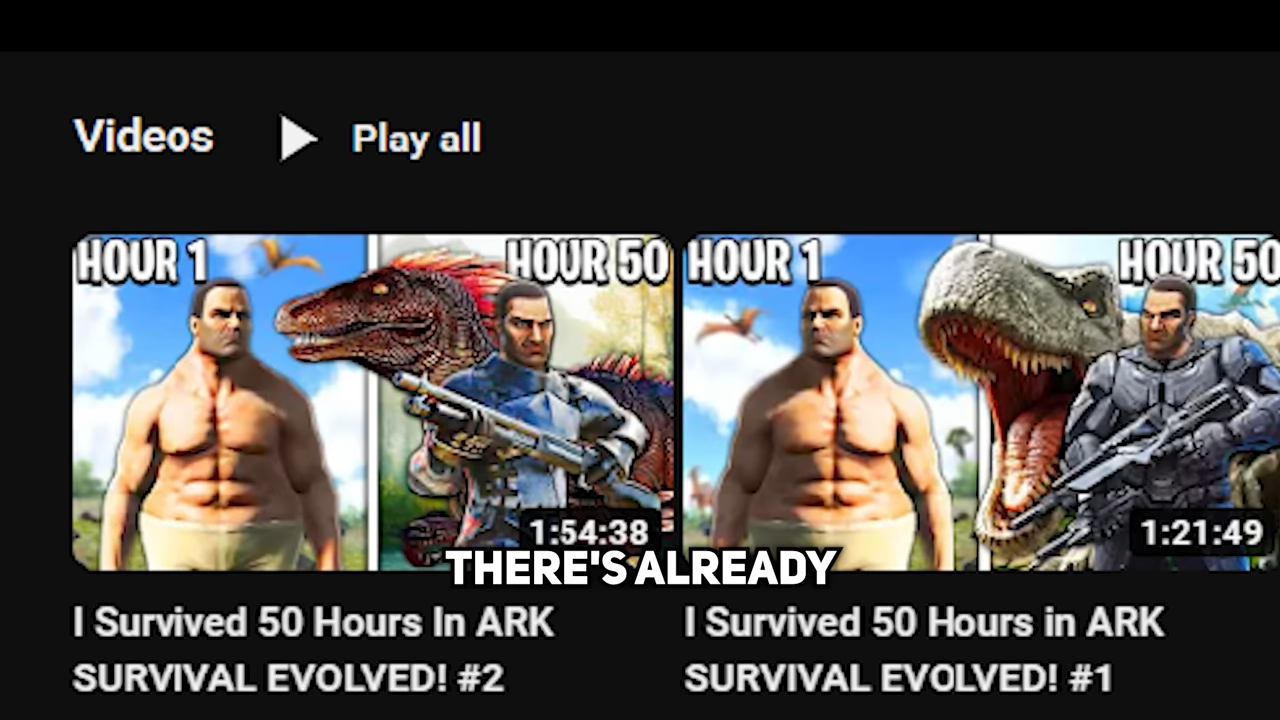 Videos
Play all
HOUR 1
HOUR 50
HOUR 1
HOUR 50
1:54:38
1:21:49
THERE'S ALREADY
I Survived 50 Hours In ARK
SURVIVAL EVOLVED! #2
I Survived 50 Hours in ARK
SURVIVAL EVOLVED! #1